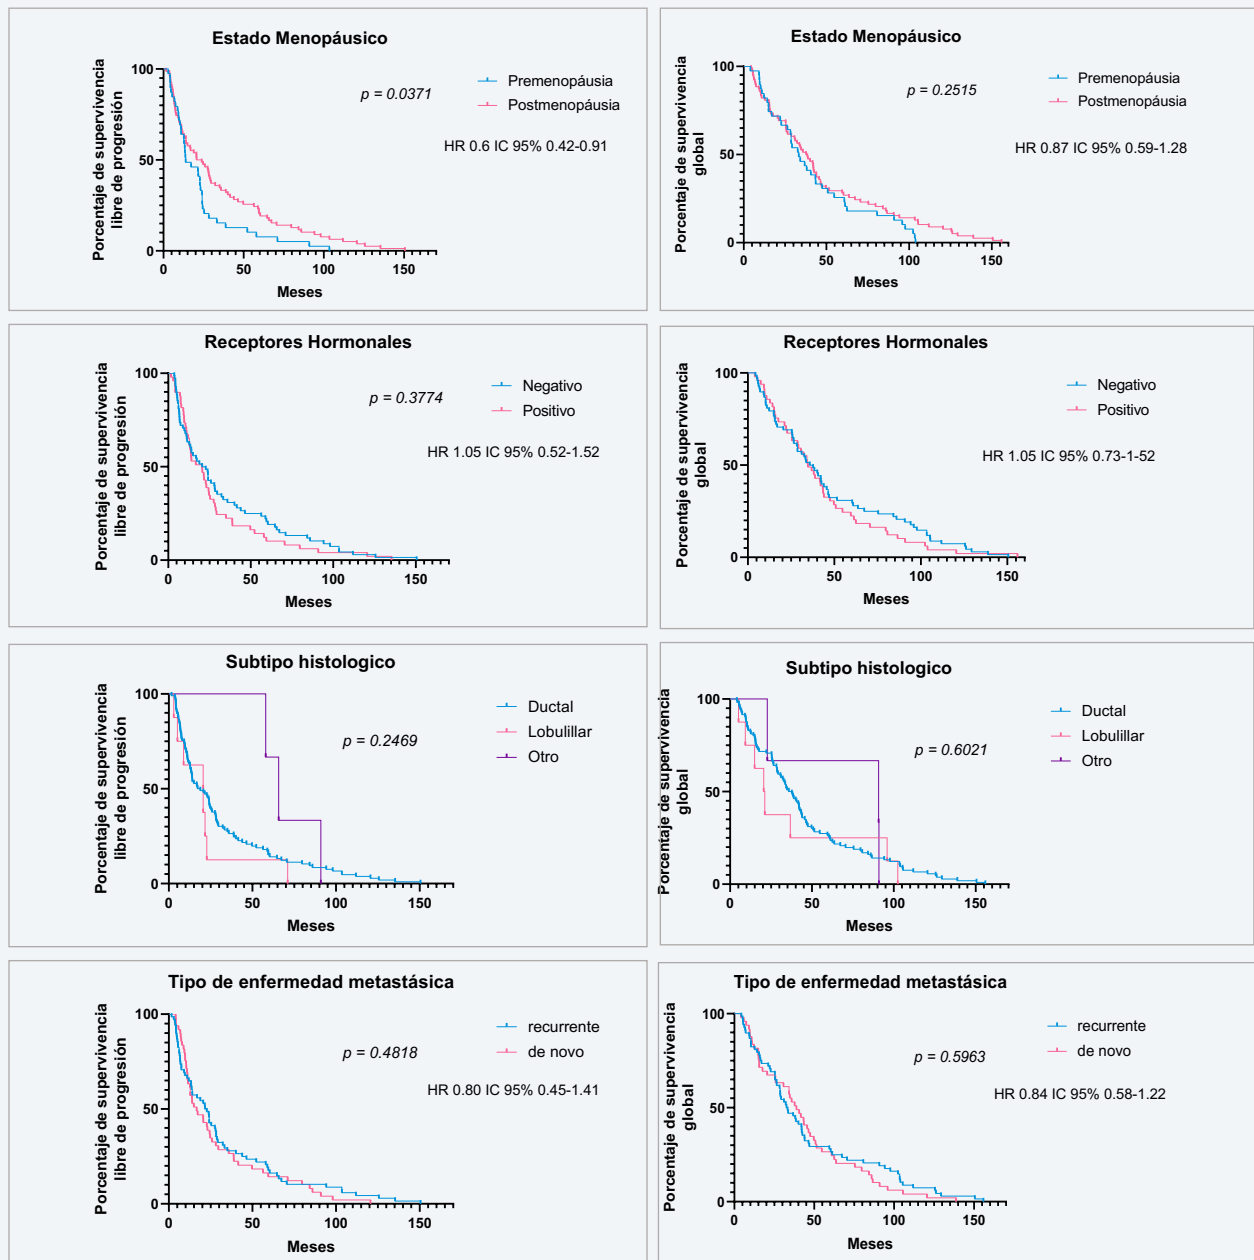 Estado Menopáusico
Porcentaje de supervivencia
libre de progresión
100
50
0
0
50
100
150
Meses
p = 0.0371
Premenopáusia
Postmenopáusia
HR 0.6 IC 95% 0.42-0.91
Estado Menopáusico
Porcentaje de supervivencia
global
100
50
0
0
50
100
150
Meses
p = 0.2515
Premenopáusia
Postmenopáusia
HR 0.87 IC 95% 0.59-1.28
Receptores Hormonales
Porcentaje de supervivencia
libre de progresión
100
50
0
0
50
100
150
Meses
p = 0.3774
Negativo
Positivo
HR 1.05 IC 95% 0.52-1.52
Receptores Hormonales
Porcentaje de supervivencia
global
100
50
0
0
50
100
150
Meses
Negativo
Positivo
HR 1.05 IC 95% 0.73-1-52
Subtipo histologico
Porcentaje de supervivencia
libre de progresión
100
50
0
0
50
100
150
Meses
p = 0.2469
Ductal
Lobulillar
Otro
Subtipo histologico
Porcentaje de supervivencia
global
100
50
0
0
50
100
150
Meses
p = 0.6021
Ductal
Lobulillar
Otro
Tipo de enfermedad metastásica
Porcentaje de supervivencia
libre de progresión
100
50
0
0
50
100
150
Meses
p = 0.4818
recurrente
de novo
HR 0.80 IC 95% 0.45-1.41
Tipo de enfermedad metastásica
Porcentaje de supervivencia
global
100
50
0
0
50
100
150
Meses
p = 0.5963
recurrente
de novo
HR 0.84 IC 95% 0.58-1.22